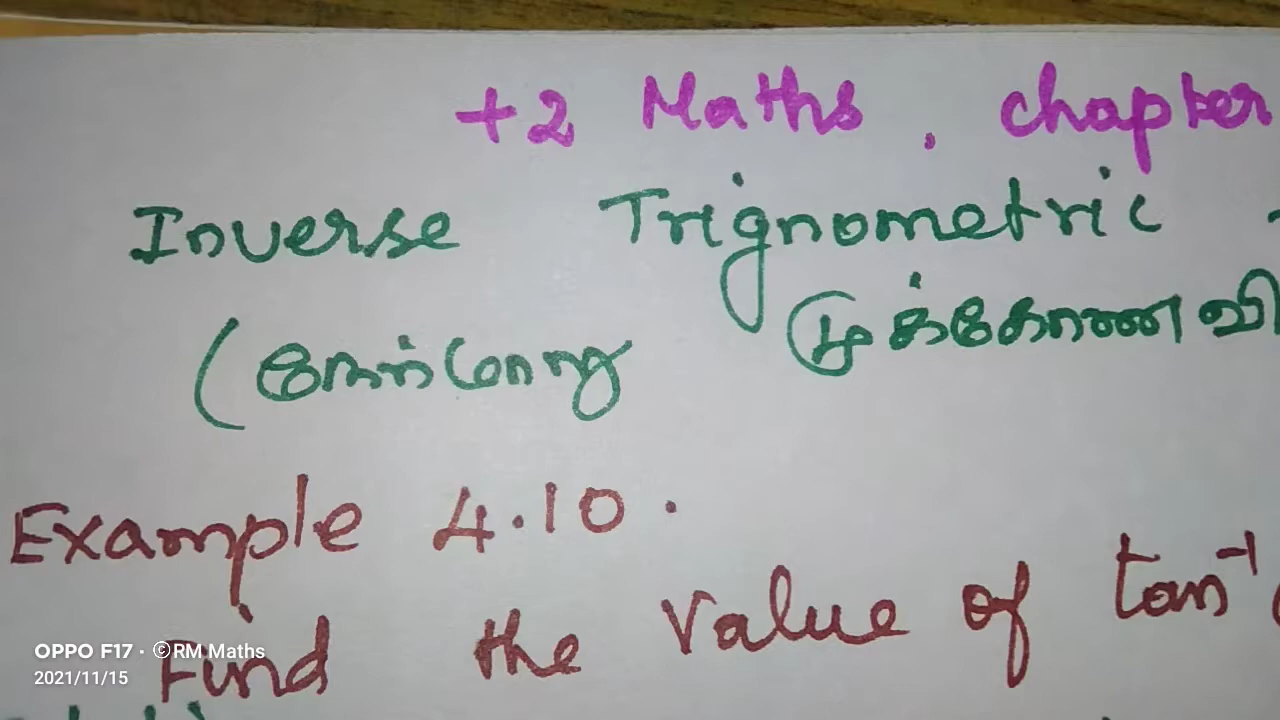 +2 Maths, chapter
Inverse Trignometric
(நேர்மாறு முக்கோணவி
Example 4.10.
Find the value of tan⁻¹(
OPPO F17 · ©RM Maths
2021/11/15